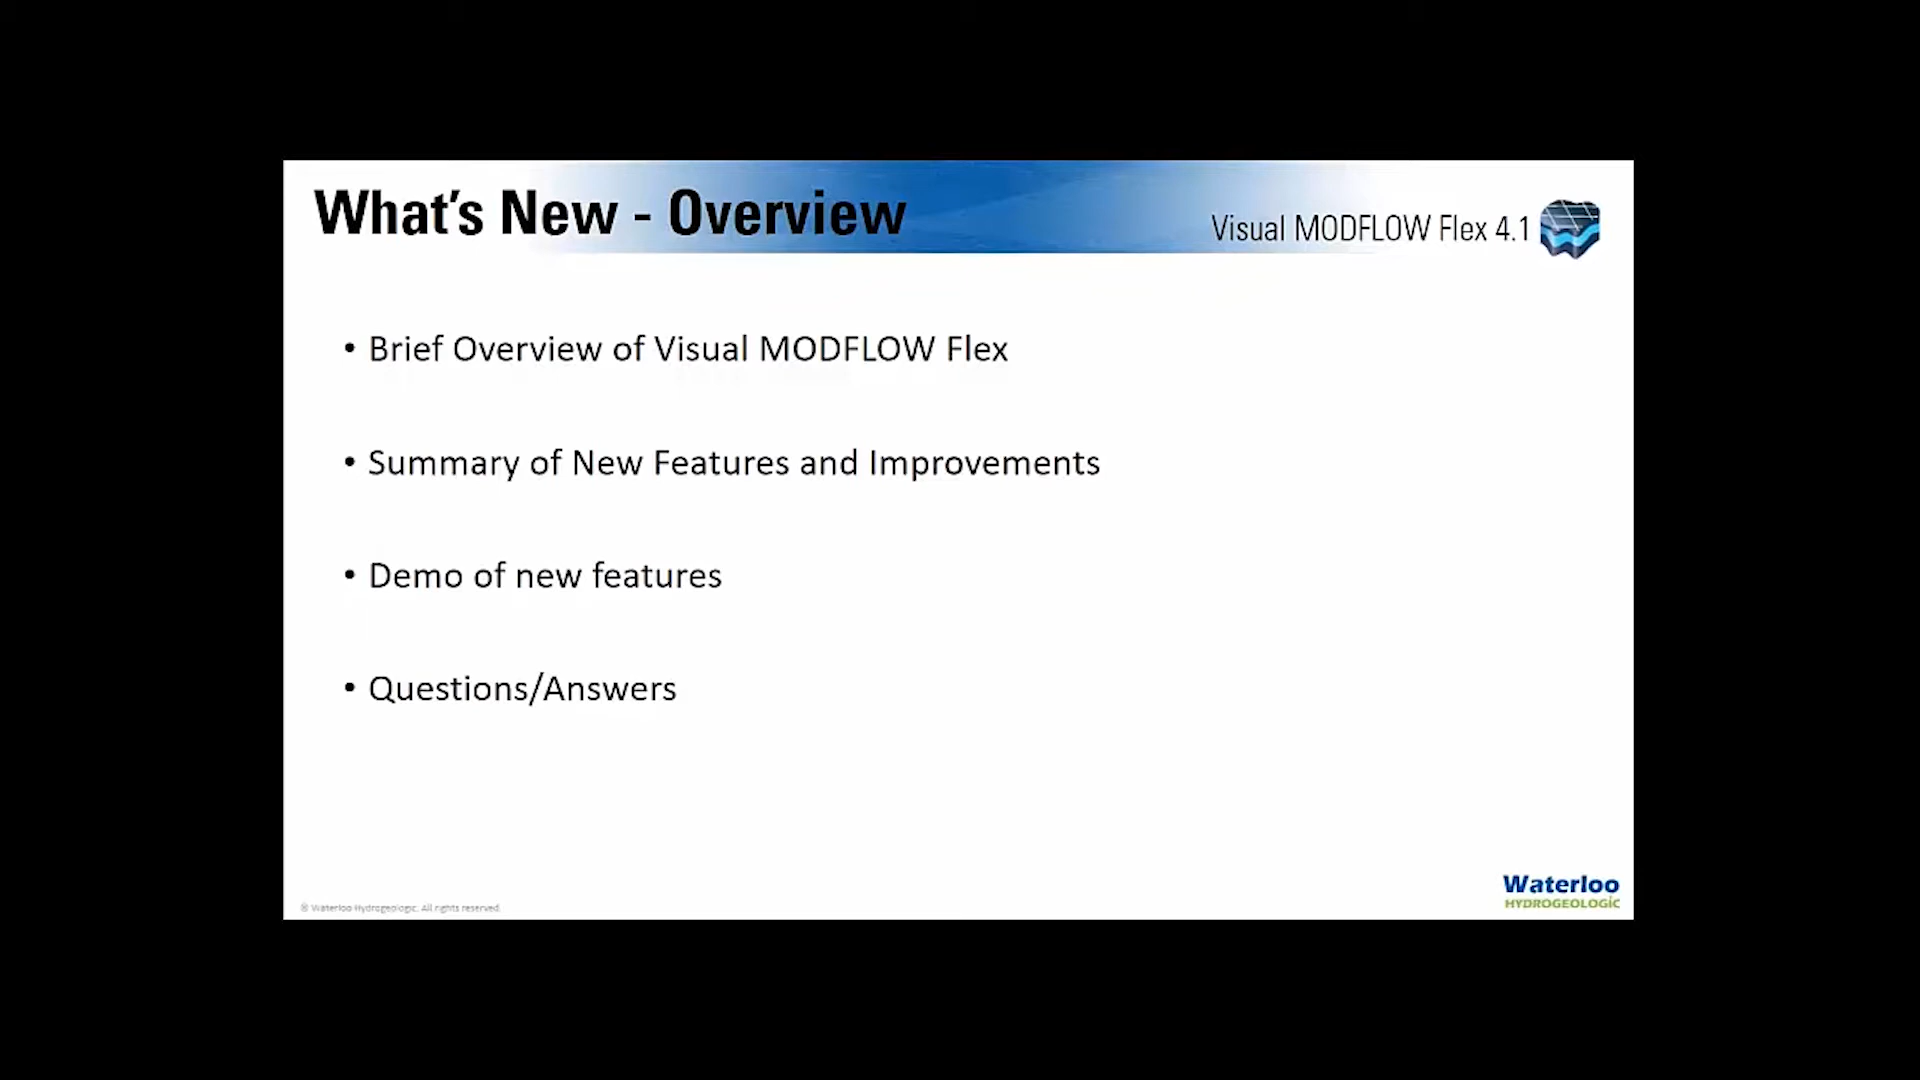 What's New - Overview
Visual MODFLOW Flex 4.1
• Brief Overview of Visual MODFLOW Flex
• Summary of New Features and Improvements
• Demo of new features
• Questions/Answers
© Waterloo Hydrogeologic. All rights reserved.
Waterloo
HYDROGEOLOGIC